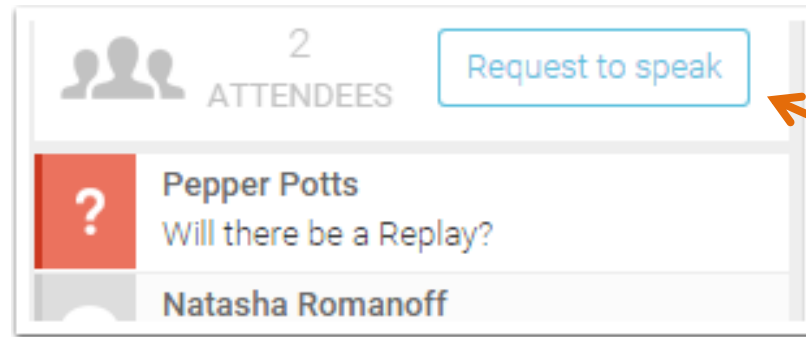 2
ATTENDEES
Request to speak
?
Pepper Potts
Will there be a Replay?
Natasha Romanoff